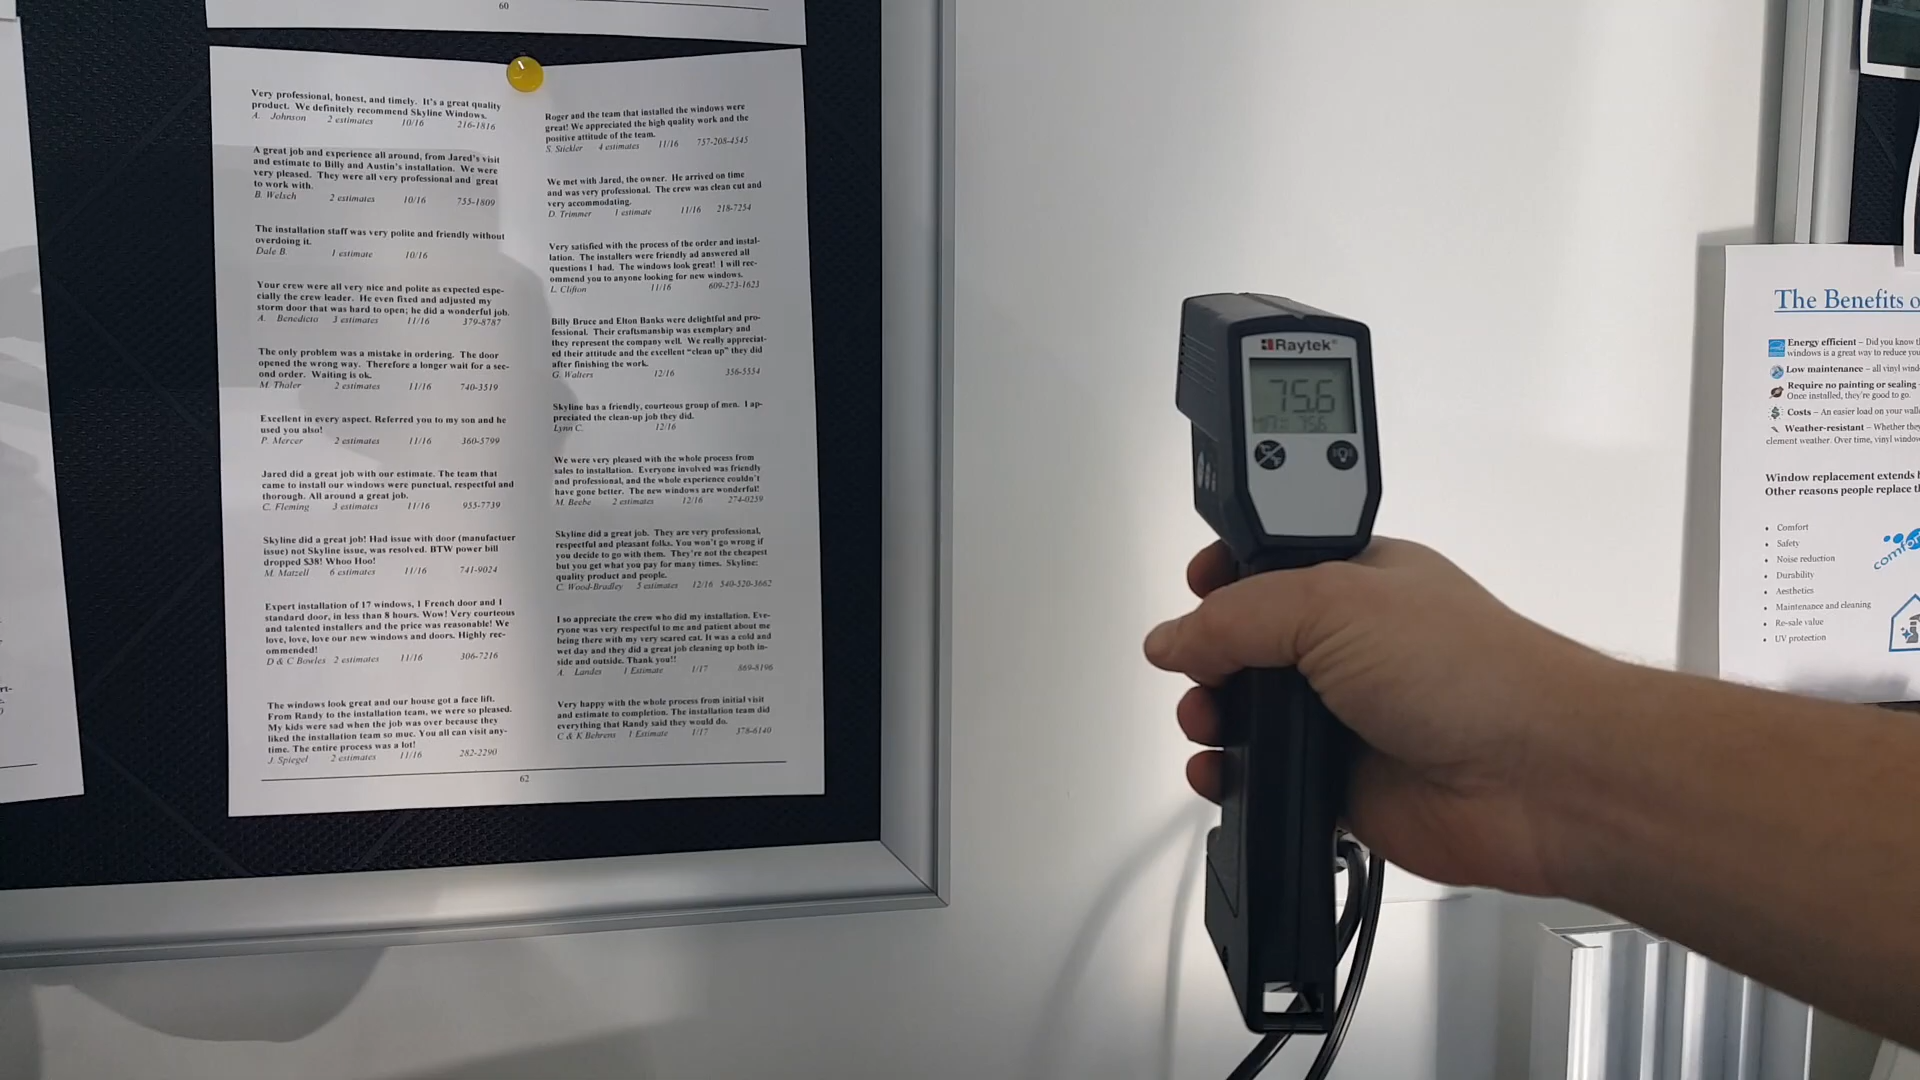 60
Very professional, honest, and timely. It's a great quality
product. We definitely recommend Skyline Windows.
A. Johnson 2 estimates 10/16 216-1816
A great job and experience all around, from Jared's visit
and estimate to Billy and Austin's installation. We were
very pleased. They were all very professional and great
to work with.
B. Welsch 2 estimates 10/16 755-1809
The installation staff was very polite and friendly without
overdoing it.
Dale B. 1 estimate 10/16
Your crew were all very nice and polite as expected espe-
cially the crew leader. He even fixed and adjusted my
storm door that was hard to open; he did a wonderful job.
A. Benedicto 3 estimates 11/16 379-8787
The only problem was a mistake in ordering. The door
opened the wrong way. Therefore a longer wait for a sec-
ond order. Waiting is ok.
M. Thaler 2 estimates 11/16 740-3519
Excellent in every aspect. Referred you to my son and he
used you also!
P. Mercer 2 estimates 11/16 360-5799
Jared did a great job with our estimate. The team that
came to install our windows were punctual, respectful and
thorough. All around a great job.
C. Fleming 3 estimates 11/16 955-7739
Skyline did a great job! Had issue with door (manufactuer
issue) not Skyline issue, was resolved. BTW power bill
dropped $38! Whoo Hoo!
M. Matzell 6 estimates 11/16 741-9024
Expert installation of 17 windows, 1 French door and 1
standard door, in less than 8 hours. Wow! Very courteous
and talented installers and the price was reasonable! We
love, love, love our new windows and doors. Highly rec-
ommended!
D & C Bowles 2 estimates 11/16 306-7216
The windows look great and our house got a face lift.
From Randy to the installation team, we were so pleased.
My kids were sad when the job was over because they
liked the installation team so muc. You all can visit any-
time. The entire process was a lot!
J. Spiegel 2 estimates 11/16 282-2290
Roger and the team that installed the windows were
great! We appreciated the high quality work and the
positive attitude of the team.
S. Stickler 4 estimates 11/16 757-208-4545
We met with Jared, the owner. He arrived on time
and was very professional. The crew was clean cut and
very accommodating.
D. Trimmer 1 estimate 11/16 218-7254
Very satisfied with the process of the order and instal-
lation. The installers were friendly ad answered all
questions I had. The windows look great! I will rec-
ommend you to anyone looking for new windows.
L. Clifton 11/16 609-273-1623
Billy Bruce and Elton Banks were delightful and pro-
fessional. Their craftsmanship was exemplary and
they represent the company well. We really appreciat-
ed their attitude and the excellent "clean up" they did
after finishing the work.
G. Walters 12/16 356-5554
Skyline has a friendly, courteous group of men. I ap-
preciated the clean-up job they did.
Lynn C. 12/16
We were very pleased with the whole process from
sales to installation. Everyone involved was friendly
and professional, and the whole experience couldn't
have gone better. The new windows are wonderful!
M. Beebe 2 estimates 12/16 274-0259
Skyline did a great job. They are very professional,
respectful and pleasant folks. You won't go wrong if
you decide to go with them. They're not the cheapest
but you get what you pay for many times. Skyline:
quality product and people.
C. Wood-Bradley 5 estimates 12/16 540-520-3662
I so appreciate the crew who did my installation. Eve-
ryone was very respectful to me and patient about me
being there with my very scared cat. It was a cold and
wet day and they did a great job cleaning up both in-
side and outside. Thank you!!
A. Landes 1 Estimate 1/17 869-8196
Very happy with the whole process from initial visit
and estimate to completion. The installation team did
everything that Randy said they would do.
C & K Behrens 1 Estimate 1/17 378-6140
62
Raytek®
75.6
75.6
The Benefits o
Energy efficient – Did you know t
windows is a great way to reduce you
Low maintenance – all vinyl wind
Require no painting or sealing –
Once installed, they're good to go.
Costs – An easier load on your wall
Weather-resistant – Whether they
clement weather. Over time, vinyl window
Window replacement extends
Other reasons people replace th
• Comfort
• Safety
• Noise reduction
• Durability
• Aesthetics
• Maintenance and cleaning
• Re-sale value
• UV protection
comfor